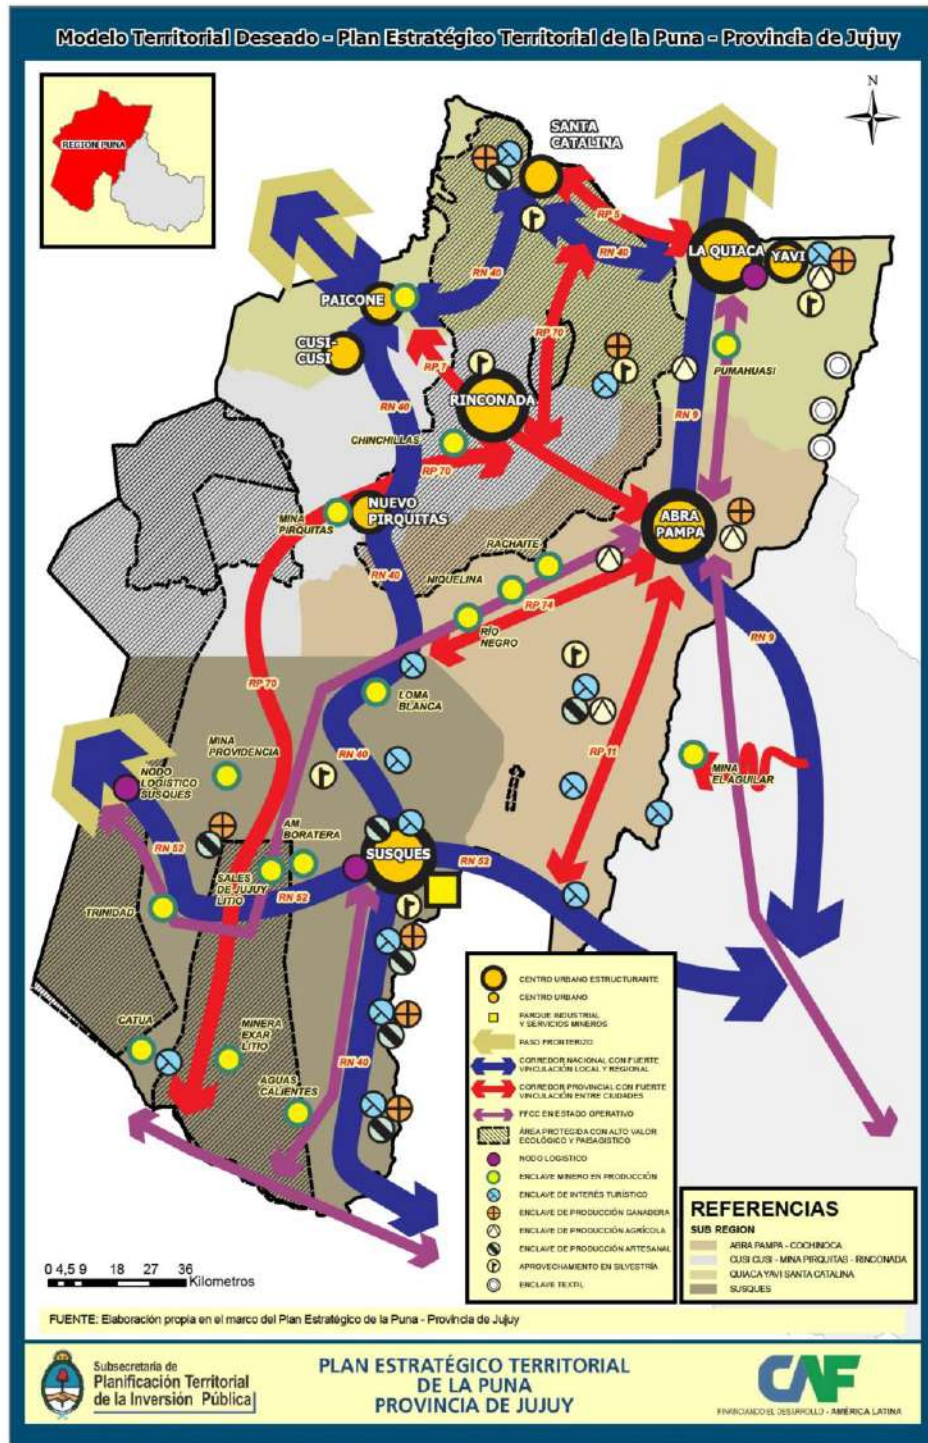 Modelo Territorial Deseado - Plan Estratégico Territorial de la Puna - Provincia de Jujuy
REGION PUNA
N
SANTA
CATALINA
RP 5
LA QUIACA
YAVI
RN 40
RN 40
PAICONE
CUSI-
CUSI
RP 70
RP 7
PUMAHUASI
RINCONADA
RN 40
RN 9
CHINCHILLAS
RP 70
MINA
PIRQUITAS
NUEVO
PIRQUITAS
ABRA
PAMPA
RACHAITE
RN 40
NIQUELINA
RP 74
RÍO
NEGRO
RN 9
RP 70
LOMA
BLANCA
MINA
PROVIDENCIA
RN 40
RP 11
NODO
LOGISTICO
SUSQUES
MINA
EL AGUILAR
AM
BORATERA
RN 52
SUSQUES
RN 52
SALES
DE JUJUY
LITIO
RN 52
TRINIDAD
CATUA
MINERA
EXAR
LITIO
RN 40
AGUAS
CALIENTES
CENTRO URBANO ESTRUCTURANTE
CENTRO URBANO
PARQUE INDUSTRIAL
Y SERVICIOS MINEROS
PASO FRONTERIZO
CORREDOR NACIONAL CON FUERTE
VINCULACIÓN LOCAL Y REGIONAL
CORREDOR PROVINCIAL CON FUERTE
VINCULACIÓN ENTRE CIUDADES
FFCC EN ESTADO OPERATIVO
ÁREA PROTEGIDA CON ALTO VALOR
ECOLÓGICO Y PAISAGISTICO
NODO LOGISTICO
ENCLAVE MINERO EN PRODUCCIÓN
ENCLAVE DE INTERÉS TURÍSTICO
ENCLAVE DE PRODUCCIÓN GANADERA
ENCLAVE DE PRODUCCIÓN AGRÍCOLA
ENCLAVE DE PRODUCCIÓN ARTESANAL
APROVECHAMIENTO EN SILVESTRÍA
ENCLAVE TEXTIL
REFERENCIAS
SUB REGION
ABRA PAMPA - COCHINOCA
CUSI CUSI - MINA PIRQUITAS - RINCONADA
QUIACA YAVI SANTA CATALINA
SUSQUES
0 4,5 9 18 27 36
Kilometros
FUENTE: Elaboración propia en el marco del Plan Estratégico de la Puna - Provincia de Jujuy
Subsecretaría de
Planificación Territorial
de la Inversión Pública
PLAN ESTRATÉGICO TERRITORIAL
DE LA PUNA
PROVINCIA DE JUJUY
CAF
FINANCIANDO EL DESARROLLO - AMÉRICA LATINA